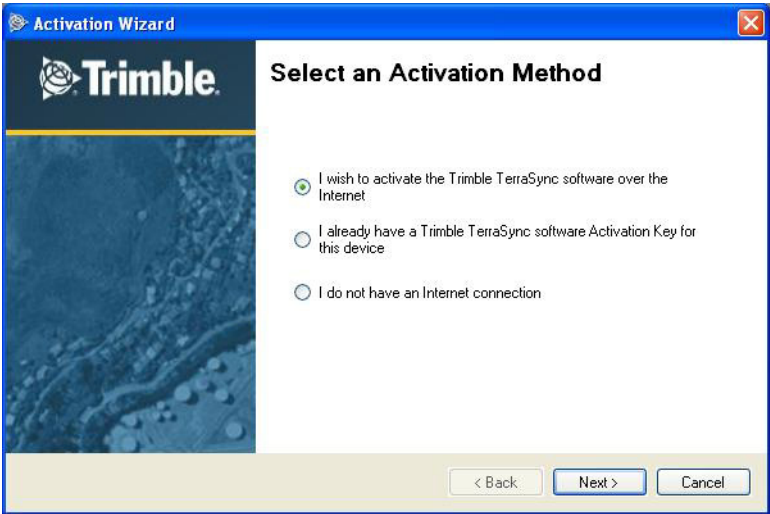 Activation Wizard
Trimble.
Select an Activation Method
I wish to activate the Trimble TerraSync software over the
Internet
I already have a Trimble TerraSync software Activation Key for
this device
I do not have an Internet connection
< Back
Next >
Cancel